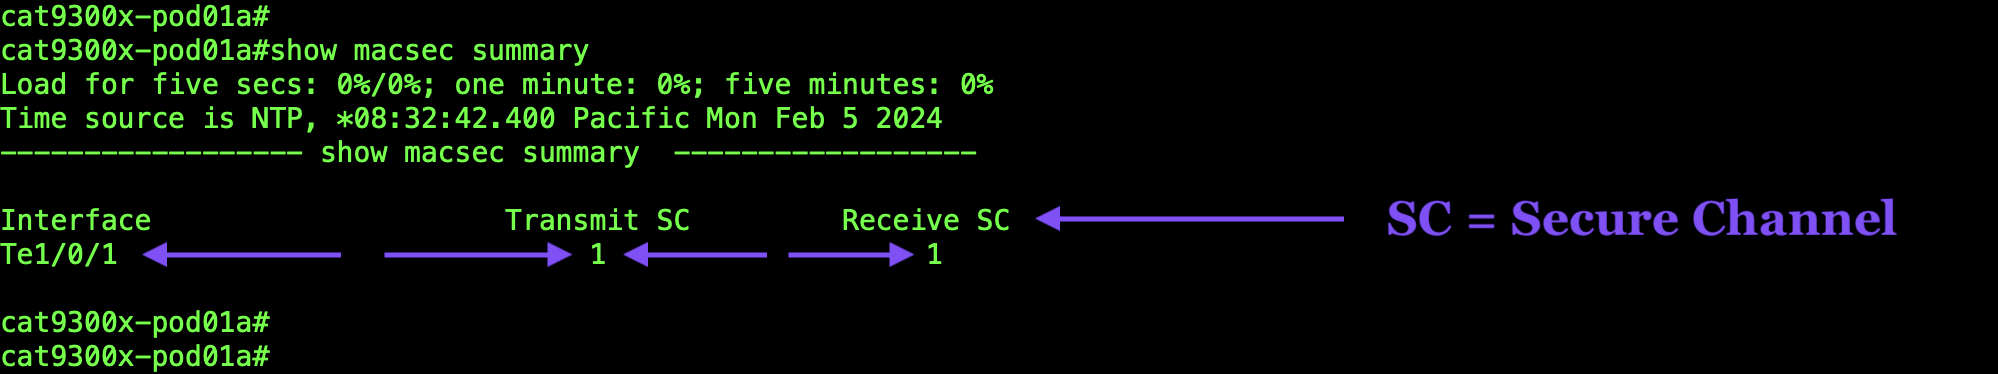 cat9300x-pod01a#
cat9300x-pod01a#show macsec summary
Load for five secs: 0%/0%; one minute: 0%; five minutes: 0%
Time source is NTP, *08:32:42.400 Pacific Mon Feb 5 2024
------------------ show macsec summary  ------------------
Interface                     Transmit SC         Receive SC SC = Secure Channel
Te1/0/1                            1                   1
cat9300x-pod01a#
cat9300x-pod01a#